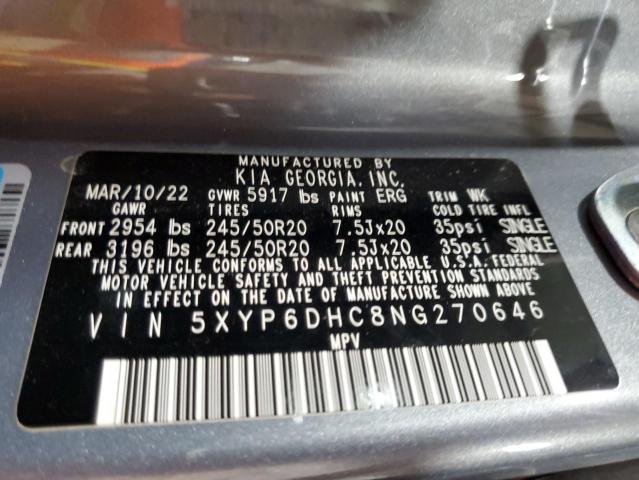 MANUFACTURED BY
KIA GEORGIA, INC.
MAR/10/22 GVWR 5917 lbs PAINT ERG TRIM WK
GAWR TIRES RIMS COLD TIRE INFL
FRONT 2954 lbs 245/50R20 7.5Jx20 35psi SINGLE
REAR 3196 lbs 245/50R20 7.5Jx20 35psi SINGLE
THIS VEHICLE CONFORMS TO ALL APPLICABLE U.S.A. FEDERAL
MOTOR VEHICLE SAFETY AND THEFT PREVENTION STANDARDS
IN EFFECT ON THE DATE OF MANUFACTURE SHOWN ABOVE
VIN 5XYP6DHC8NG270646
MPV